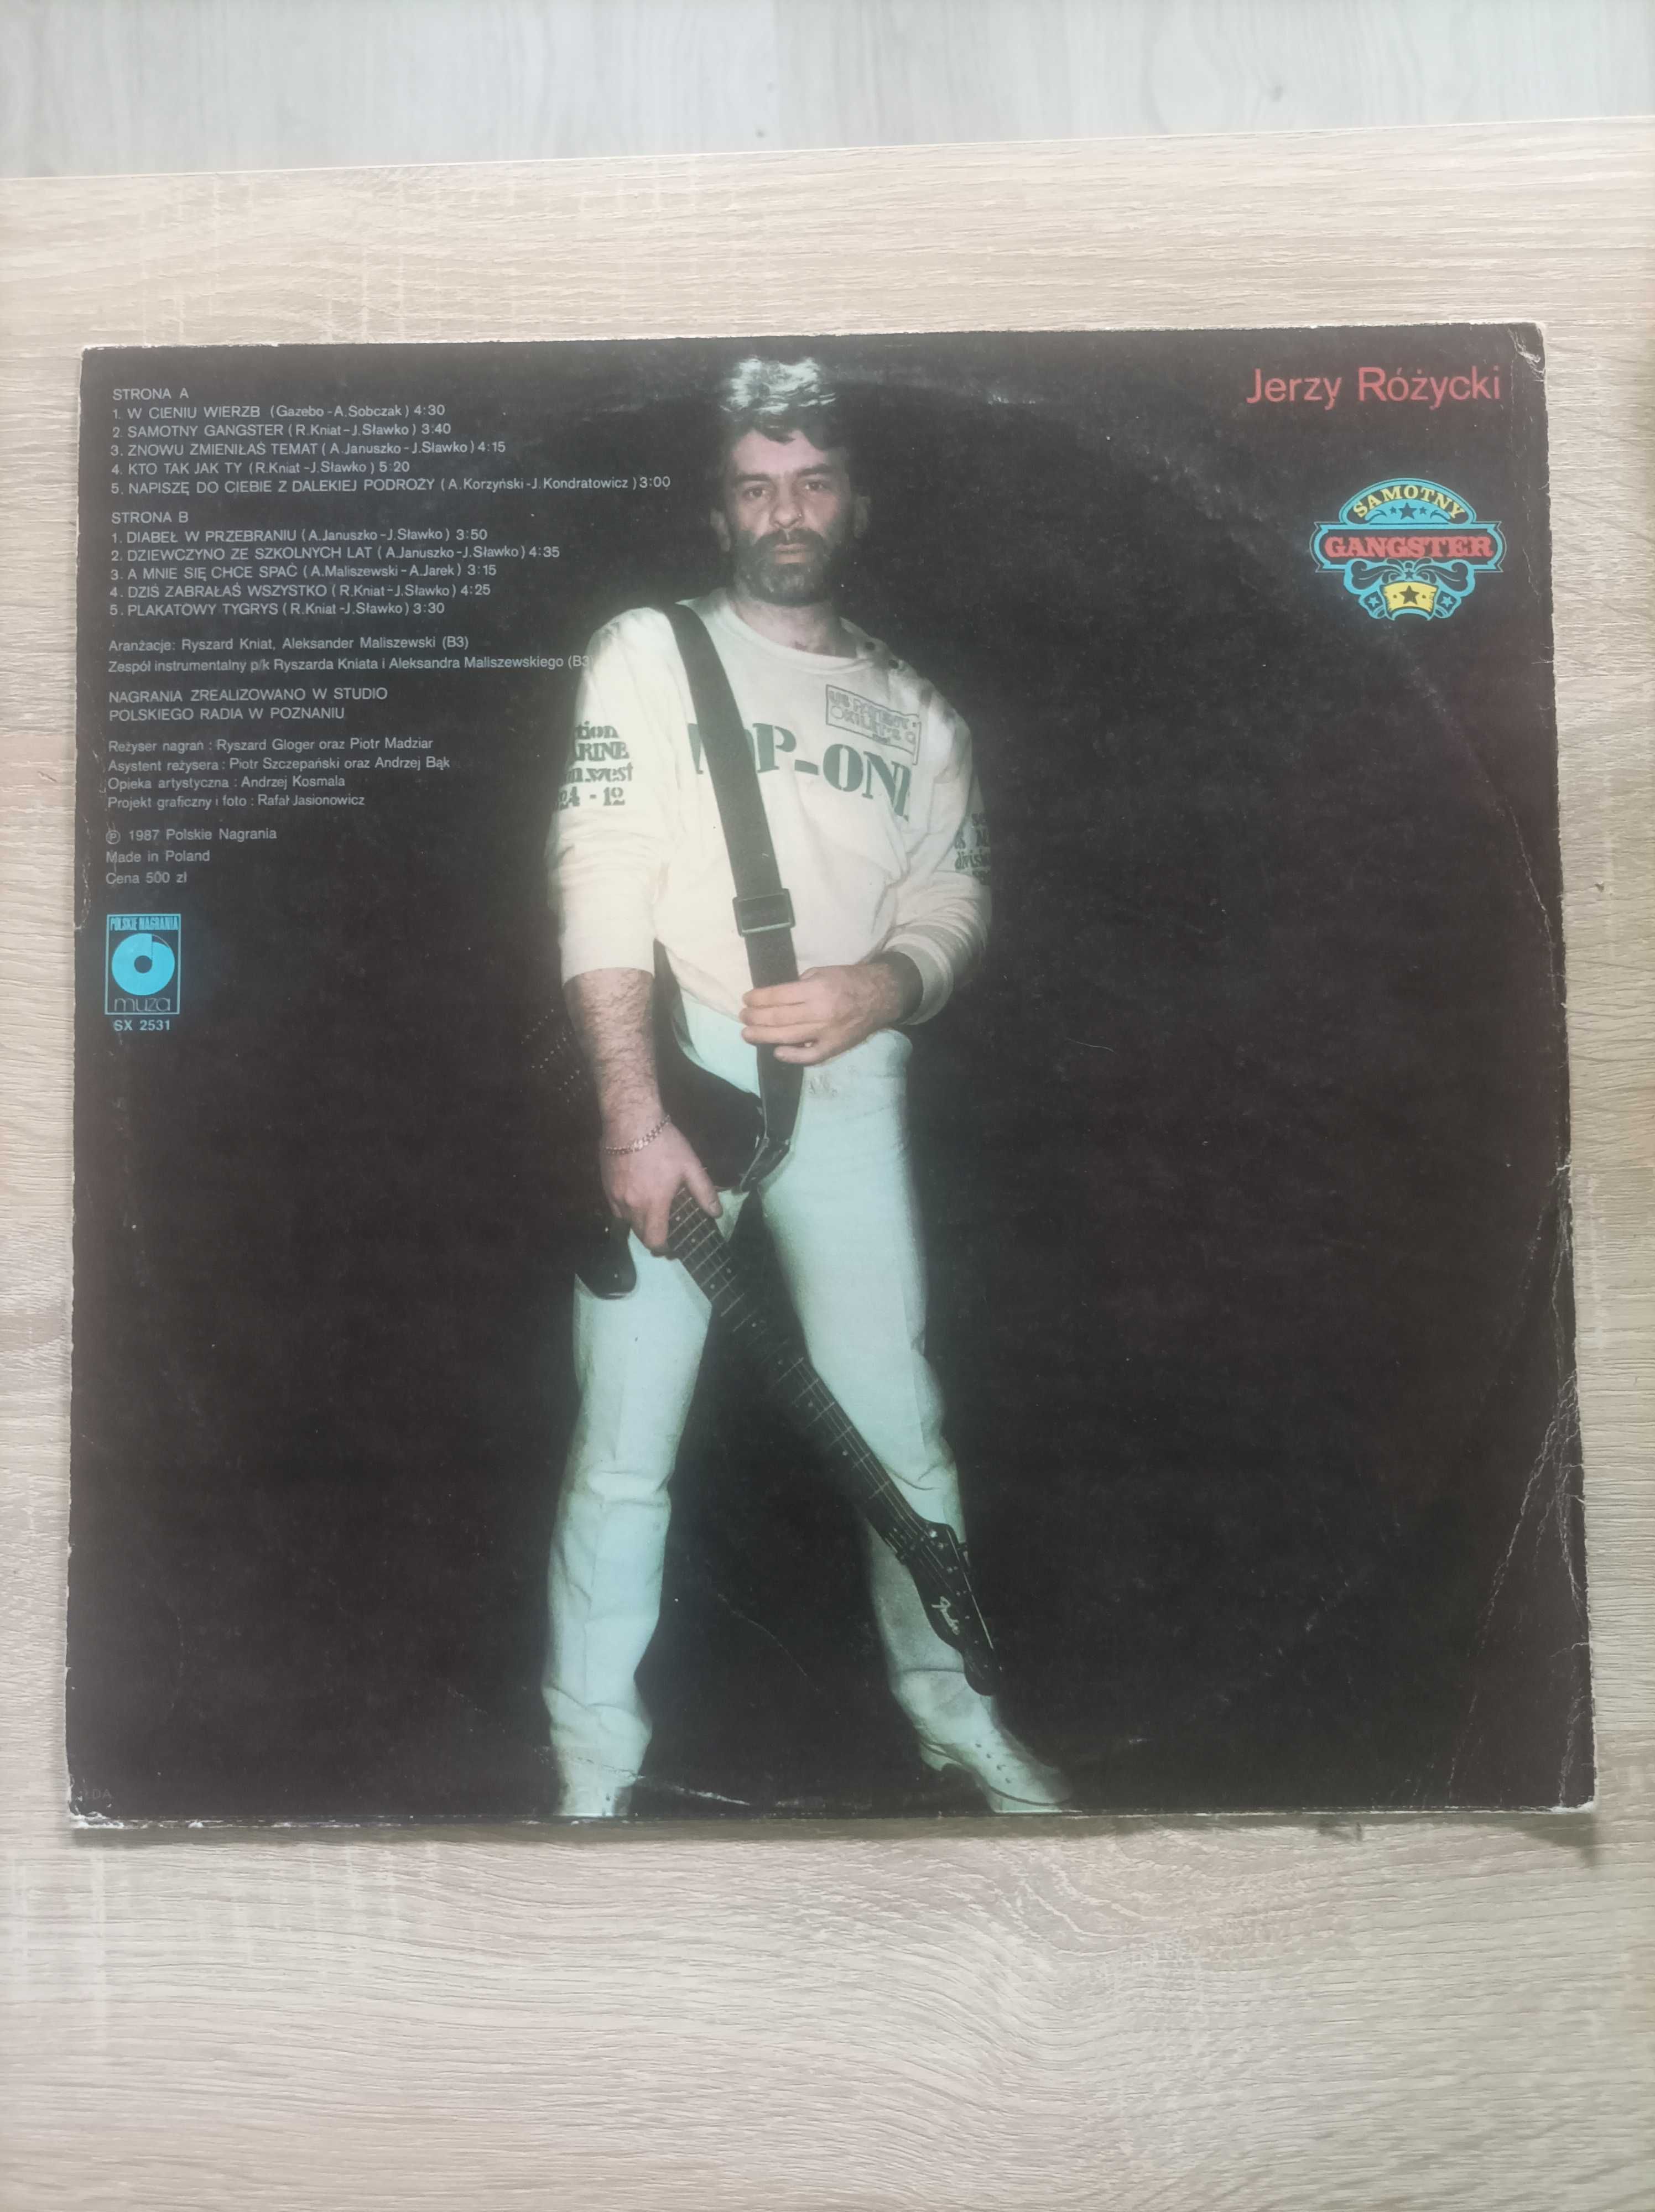 Jerzy Różycki
SAMOTNY
GANGSTER
STRONA A
1. W CIENIU WIERZB (Gazebo-A.Sobczak) 4:30
2. SAMOTNY GANGSTER (R.Kniat-J.Sławko) 3:40
3. ZNOWU ZMIENIŁAŚ TEMAT (A.Januszko-J.Sławko) 4:15
4. KTO TAK JAK TY (R.Kniat-J.Sławko) 5:20
5. NAPISZĘ DO CIEBIE Z DALEKIEJ PODROŻY (A.Korzyński-J.Kondratowicz) 3:00
STRONA B
1. DIABEŁ W PRZEBRANIU (A.Januszko-J.Sławko) 3:50
2. DZIEWCZYNO ZE SZKOLNYCH LAT (A.Januszko-J.Sławko) 4:35
3. A MNIE SIĘ CHCE SPAĆ (A.Maliszewski-A.Jarek) 3:15
4. DZIŚ ZABRAŁAŚ WSZYSTKO (R.Kniat-J.Sławko) 4:25
5. PLAKATOWY TYGRYS (R.Kniat-J.Sławko) 3:30
Aranżacje: Ryszard Kniat, Aleksander Maliszewski (B3)
Zespół instrumentalny p/k Ryszarda Kniata i Aleksandra Maliszewskiego (B3
NAGRANIA ZREALIZOWANO W STUDIO
POLSKIEGO RADIA W POZNANIU
Reżyser nagrań : Ryszard Gloger oraz Piotr Madziar
Asystent reżysera : Piotr Szczepański oraz Andrzej Bąk
Opieka artystyczna : Andrzej Kosmala
Projekt graficzny i foto : Rafał Jasionowicz
Ⓟ 1987 Polskie Nagrania
Made in Poland
Cena 500 zł
POLSKIE NAGRANIA
muza
SX 2531
tion
RINE
west
24 - 12
OP-ONE
divis
Fender